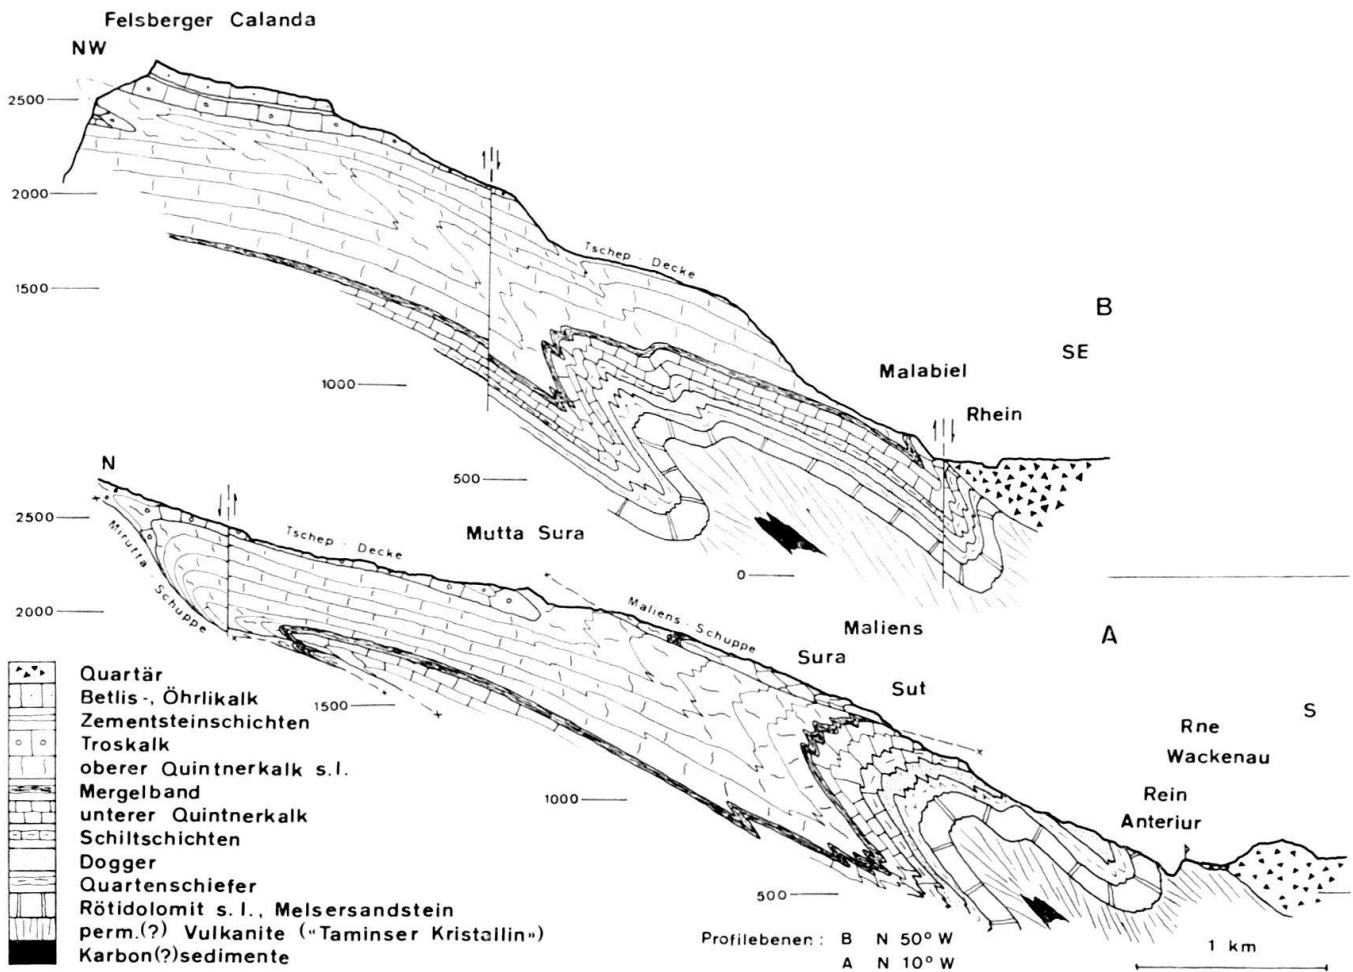 Felsberger Calanda
NW
2500
2000
1500
1000
500
0
Tschep - Decke
B
SE
Malabiel
Rhein
Mutta Sura
N
2500
2000
1500
1000
500
Mirutta - Schuppe
Tschep - Decke
Maliens - Schuppe
Maliens
Sura
Sut
A
S
Rne
Wackenau
Rein
Anteriur
Quartär
Betlis-, Öhrlikalk
Zementsteinschichten
Troskalk
oberer Quintnerkalk s.l.
Mergelband
unterer Quintnerkalk
Schiltschichten
Dogger
Quartenschiefer
Rötidolomit s.l., Melsersandstein
perm.(?) Vulkanite («Taminser Kristallin»)
Karbon(?)sedimente
Profilebenen: B N 50° W
A N 10° W
1 km